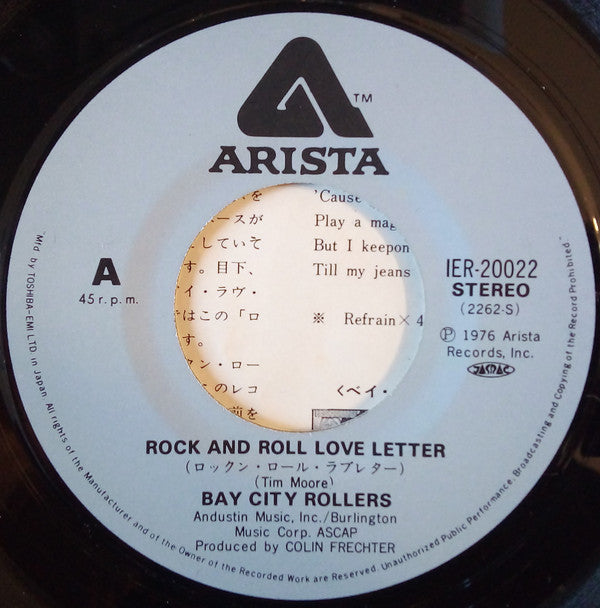 TM
ARISTA
を
ースが
していて
す。目下、
イ・ラヴ・
はこの「ロ
す。
クン・ロー
のレコ
前を
'Cause
Play a mag
But I keepon
Till my jeans
※ Refrain×4
くベイ・
A
45 r.p.m.
IER-20022
STEREO
(2262-S)
Ⓟ 1976 Arista
Records, Inc.
JASRAC
ROCK AND ROLL LOVE LETTER
(ロックン・ロール・ラブレター)
(Tim Moore)
BAY CITY ROLLERS
Andustin Music, Inc./Burlington
Music Corp. ASCAP
Produced by COLIN FRECHTER
"Mfd by TOSHIBA-EMI LTD in Japan. All rights of the Manufacturer and of the Owner of the Recorded Work are Reserved. Unauthorized Public Performance, Broadcasting and Copying of the Record Prohibited."